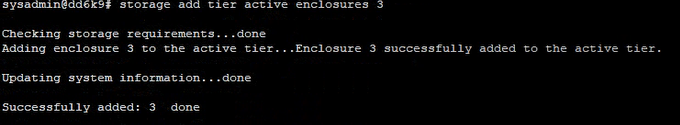 sysadmin@dd6k9# storage add tier active enclosures 3
Checking storage requirements...done
Adding enclosure 3 to the active tier...Enclosure 3 successfully added to the active tier.
Updating system information...done
Successfully added: 3  done